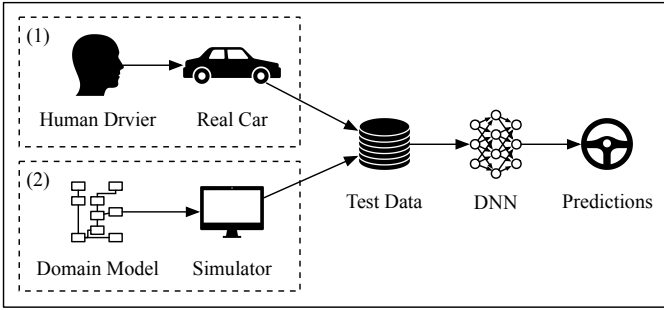 (1)
Human Drvier
Real Car
(2)
Domain Model
Simulator
Test Data
DNN
Predictions